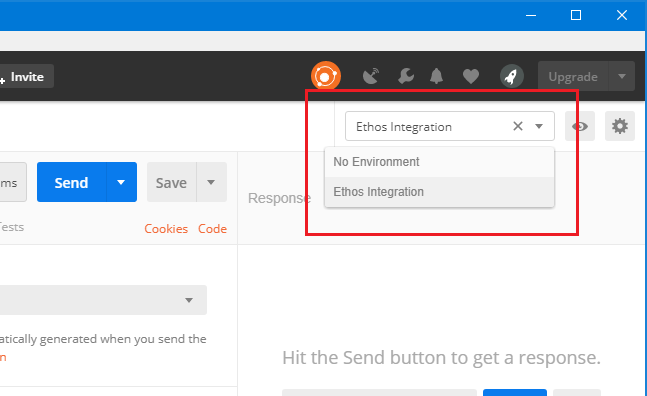 Invite
Upgrade
Ethos Integration
No Environment
Ethos Integration
ms
Send
Save
Response
Tests
Cookies
Code
atically generated when you send the
n
Hit the Send button to get a response.